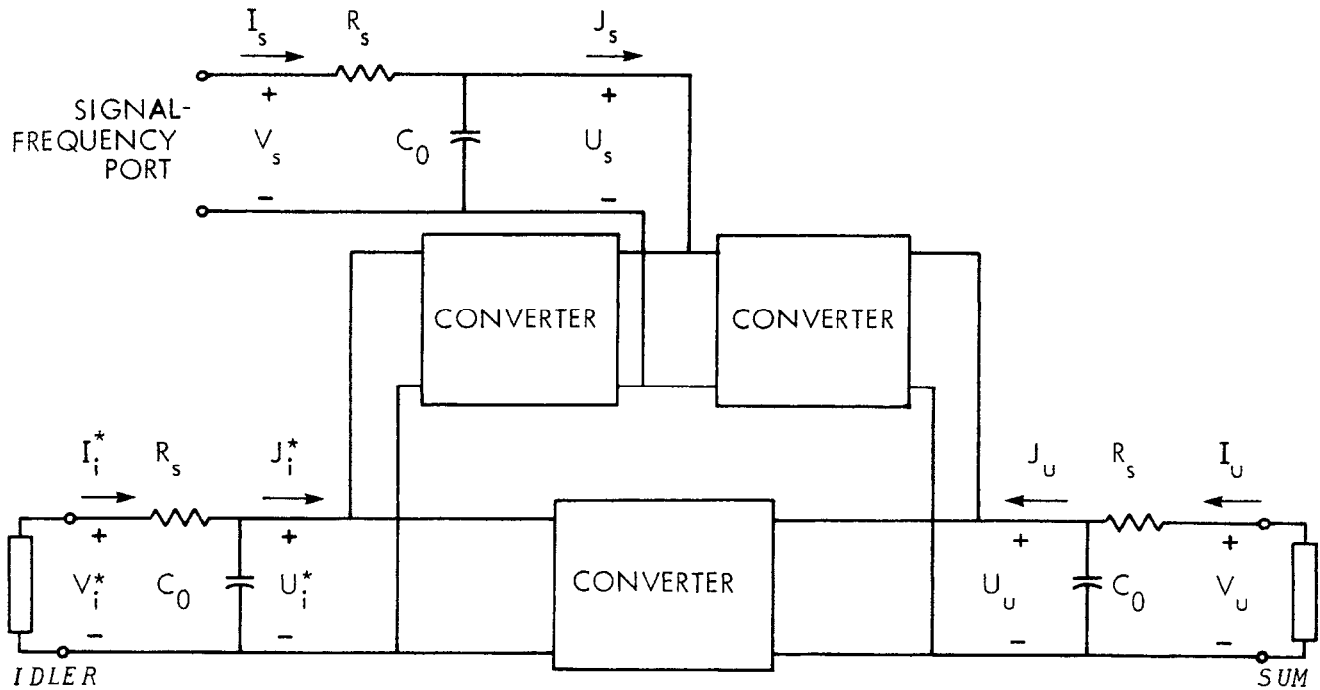 I_s R_s J_s
+ +
SIGNAL-
FREQUENCY
PORT
V_s C_0 U_s
− −
CONVERTER CONVERTER
I_i^* R_s J_i^* J_u R_s I_u
+ + + +
V_i^* C_0 U_i^* CONVERTER U_u C_0 V_u
− − − −
IDLER SUM